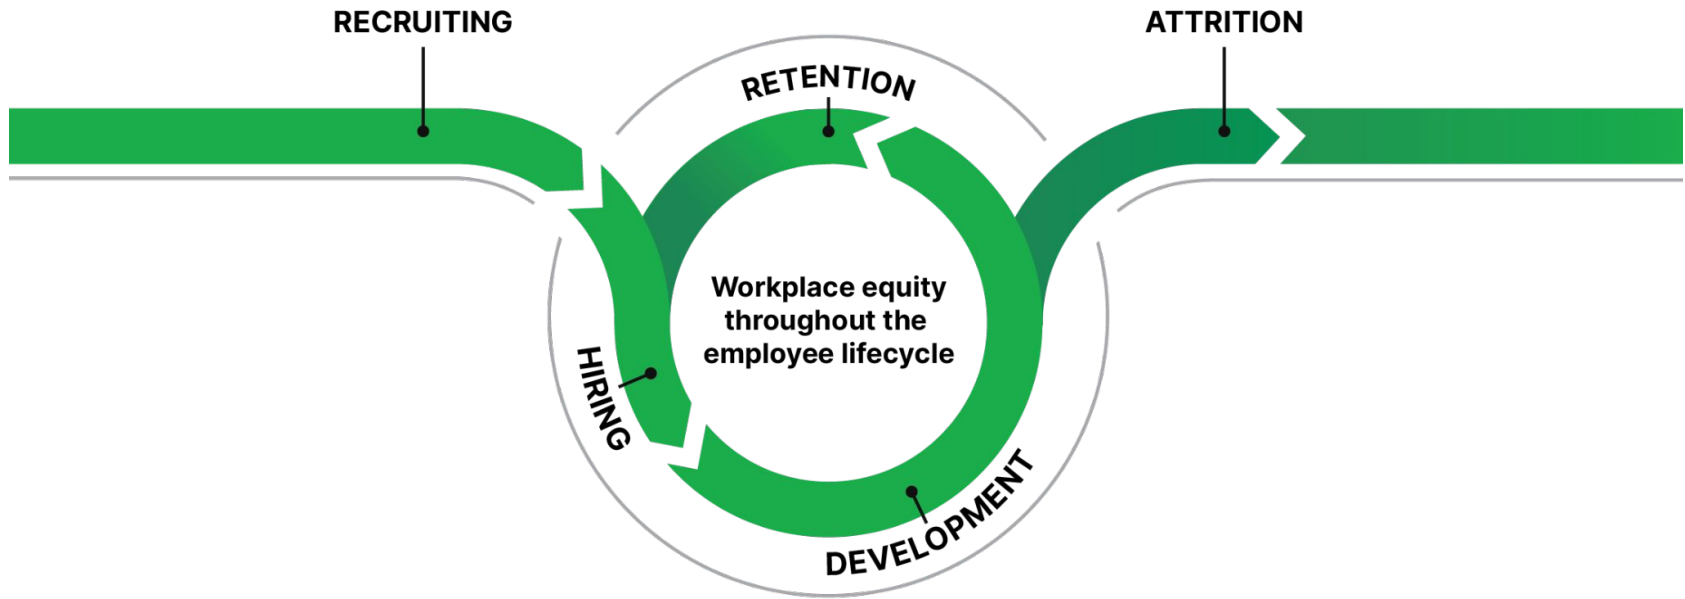 RECRUITING
ATTRITION
RETENTION
Workplace equity
throughout the
employee lifecycle
HIRING
DEVELOPMENT